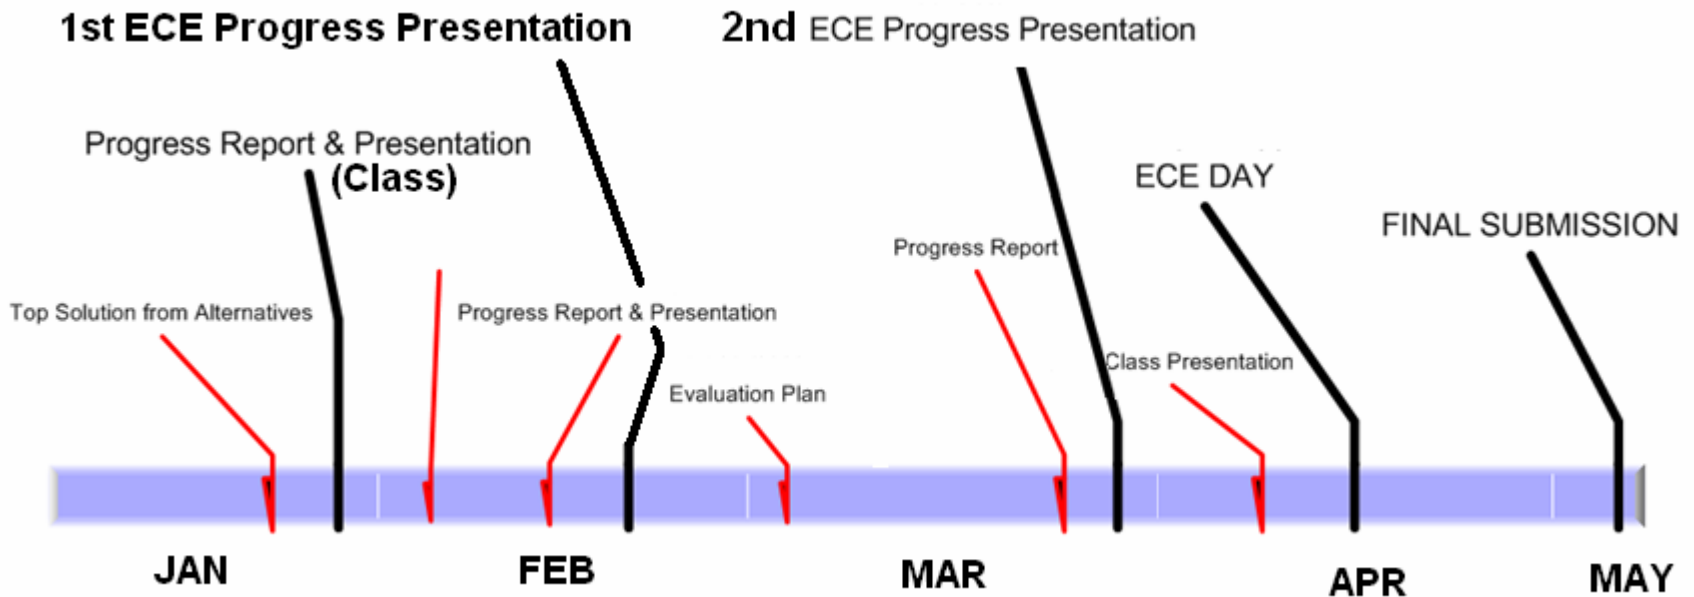 1st ECE Progress Presentation
2nd ECE Progress Presentation
Progress Report & Presentation
(Class)
ECE DAY
FINAL SUBMISSION
Progress Report
Top Solution from Alternatives
Progress Report & Presentation
Class Presentation
Evaluation Plan
JAN
FEB
MAR
APR
MAY